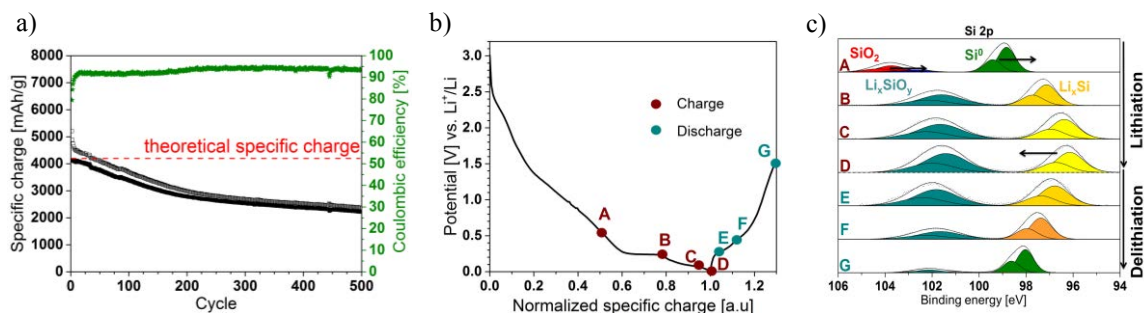 a)
8000
7000
6000
5000
4000
3000
2000
1000
0
Specific charge [mAh/g]
theoretical specific charge
100
90
80
70
60
50
40
30
20
10
0
Coulombic efficiency [%]
0 100 200 300 400 500
Cycle
b)
3.0
2.5
2.0
1.5
1.0
0.5
0.0
Potential [V] vs. Li⁺/Li
Charge
Discharge
A
B
C
D
E
F
G
0.0 0.2 0.4 0.6 0.8 1.0 1.2
Normalized specific charge [a.u]
c)
Si 2p
SiO₂ Si⁰
A
LiₓSiOᵧ LiₓSi
B
C
D
E
F
G
Lithiation
Delithiation
106 104 102 100 98 96 94
Binding energy [eV]